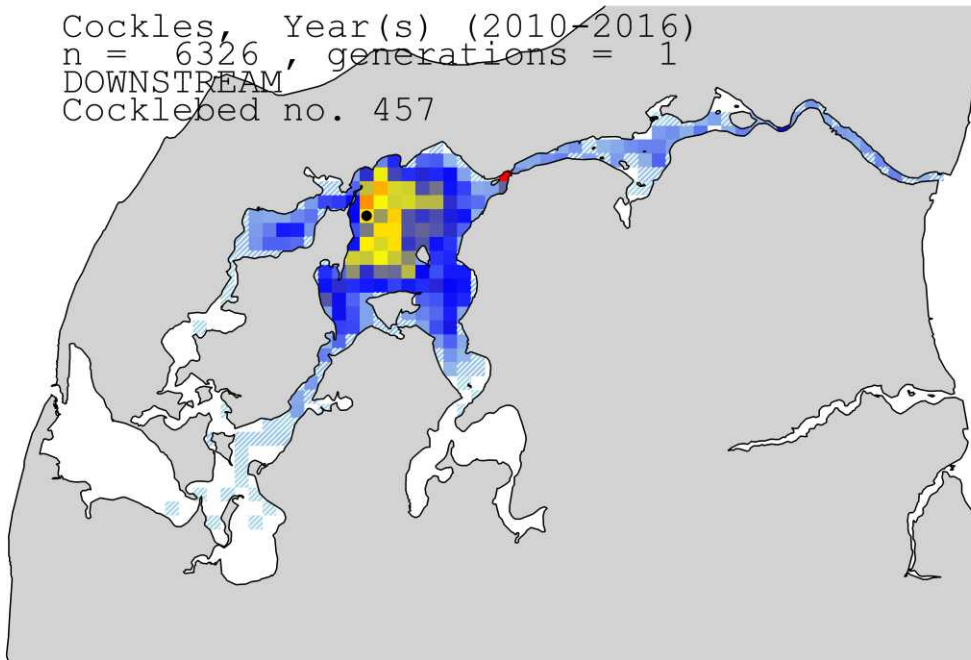 Cockles, Year(s) (2010-2016)
n = 6326 , generations = 1
DOWNSTREAM
Cocklebed no. 457